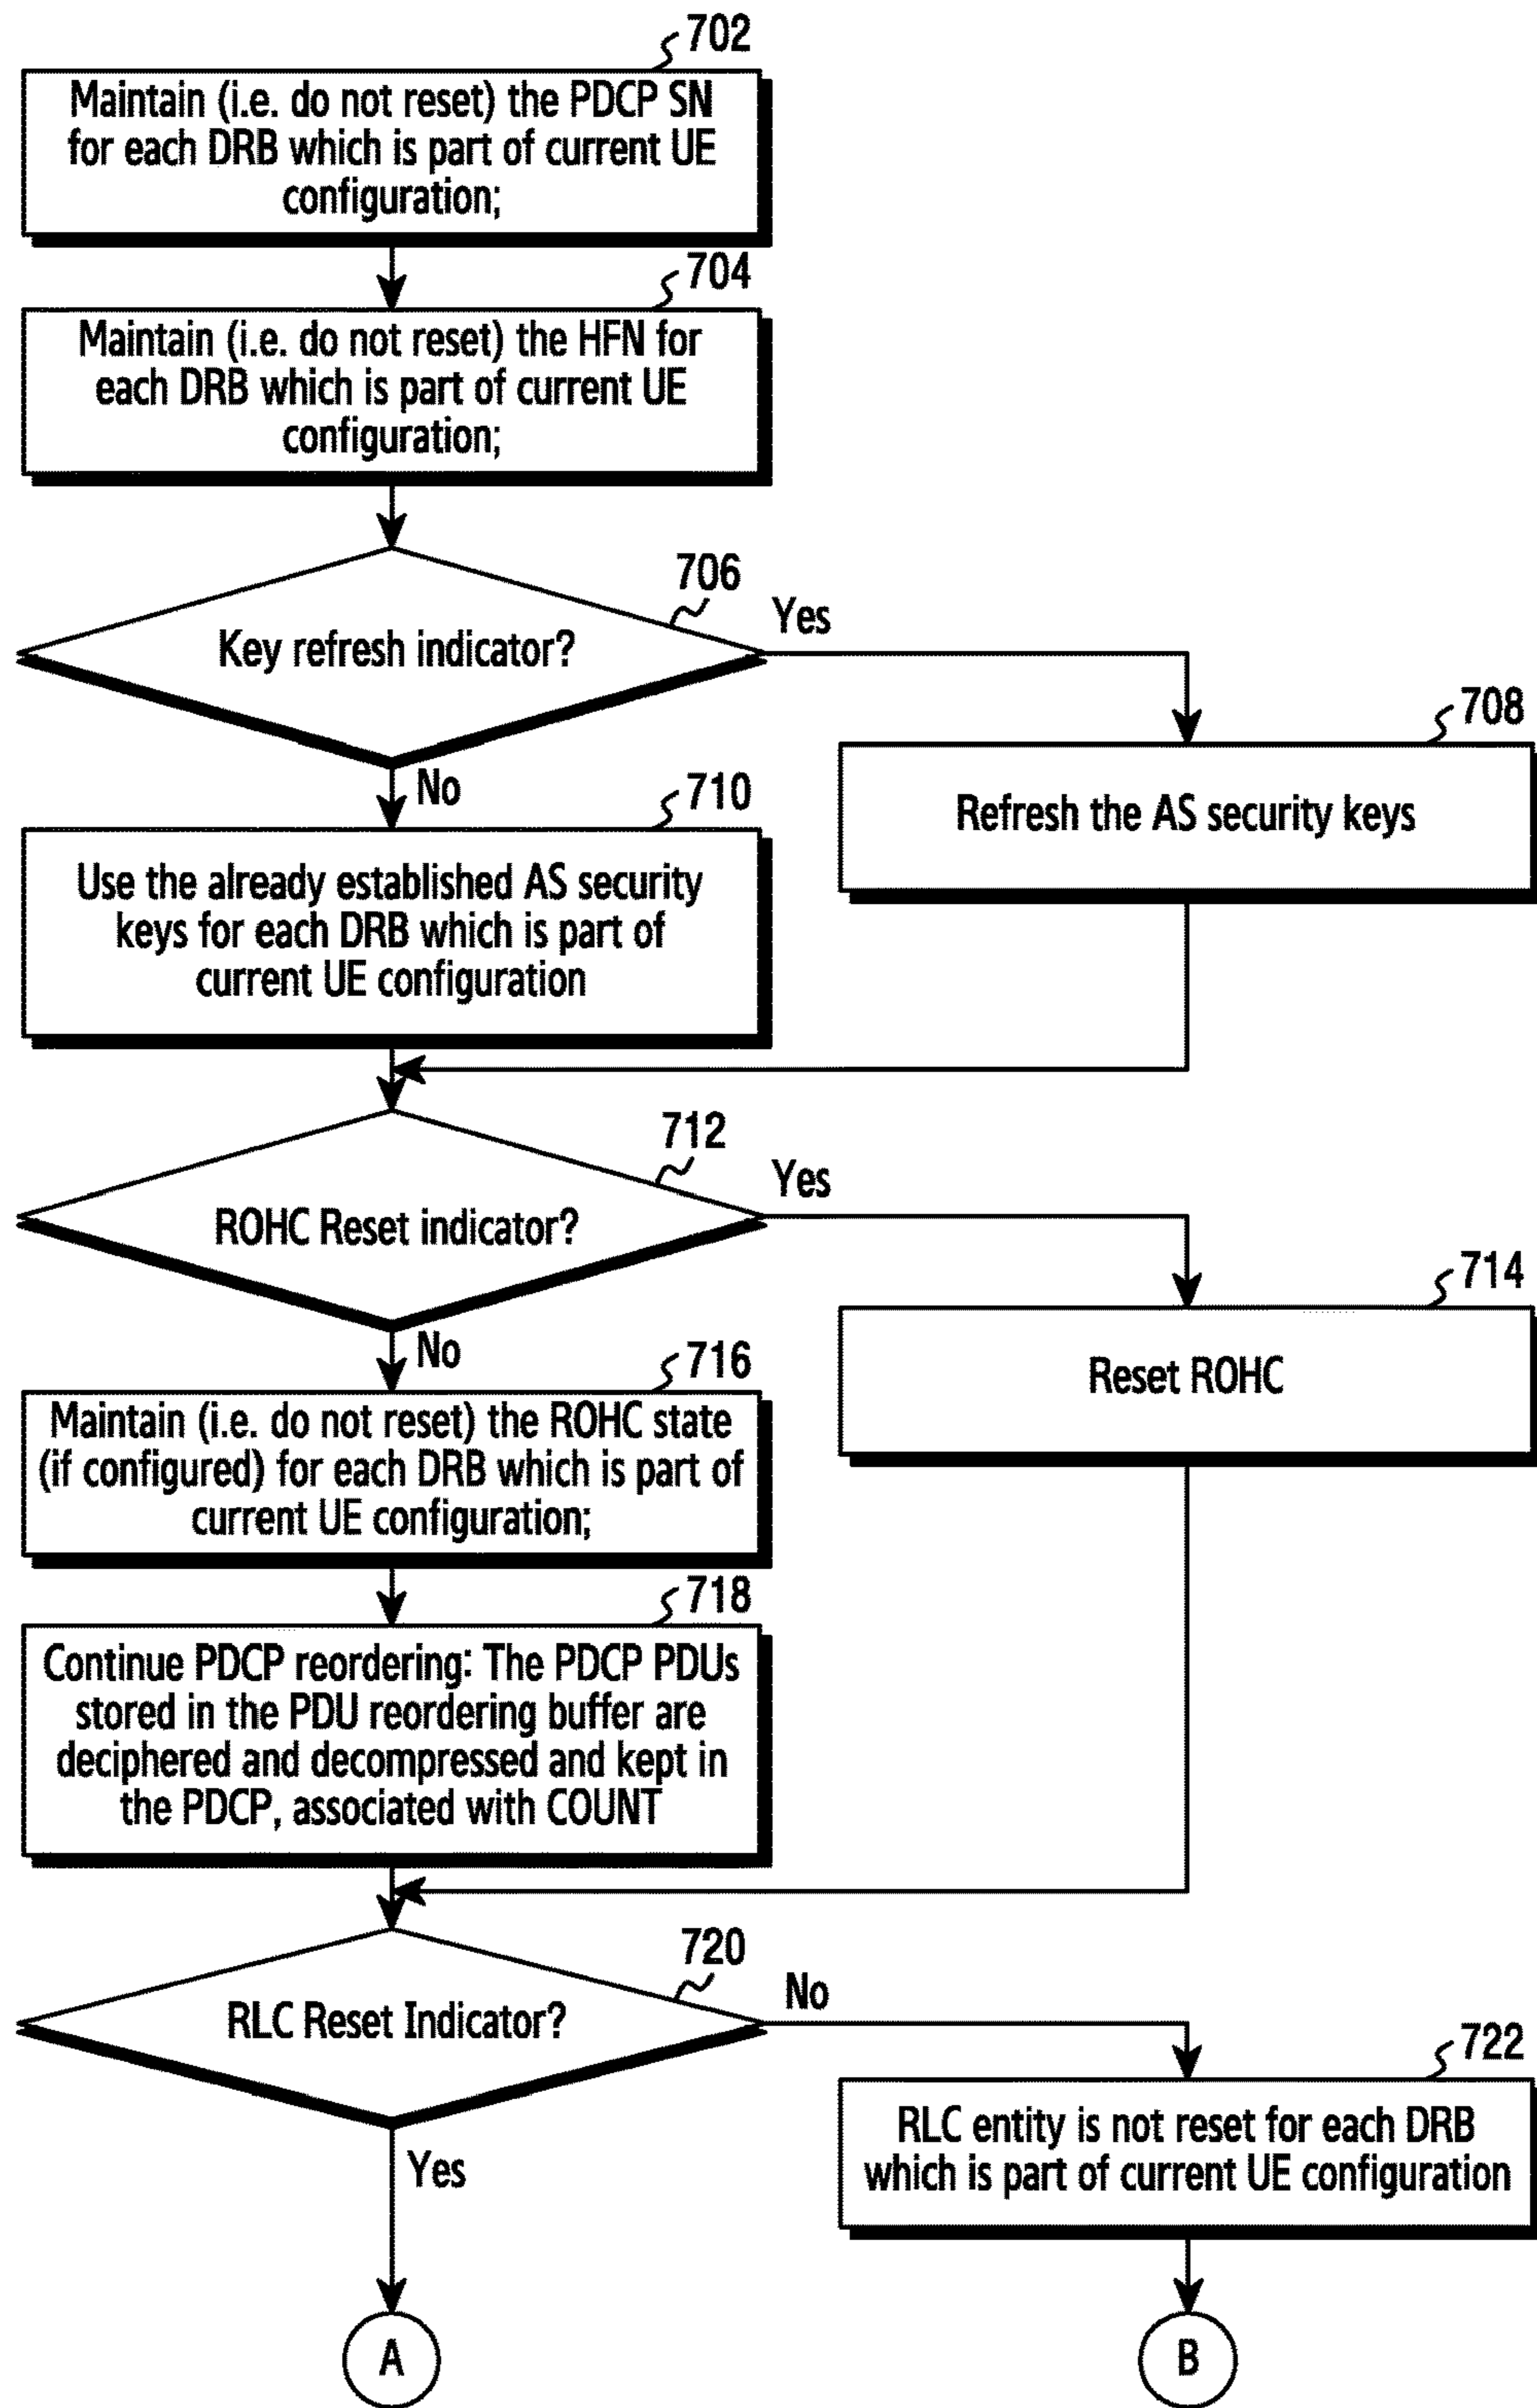 702
Maintain (i.e. do not reset) the PDCP SN
for each DRB which is part of current UE
configuration;
704
Maintain (i.e. do not reset) the HFN for
each DRB which is part of current UE
configuration;
706
Key refresh indicator?
Yes
No
708
Refresh the AS security keys
710
Use the already established AS security
keys for each DRB which is part of
current UE configuration
712
ROHC Reset indicator?
Yes
No
714
Reset ROHC
716
Maintain (i.e. do not reset) the ROHC state
(if configured) for each DRB which is part of
current UE configuration;
718
Continue PDCP reordering: The PDCP PDUs
stored in the PDU reordering buffer are
deciphered and decompressed and kept in
the PDCP, associated with COUNT
720
RLC Reset Indicator?
No
Yes
722
RLC entity is not reset for each DRB
which is part of current UE configuration
A
B